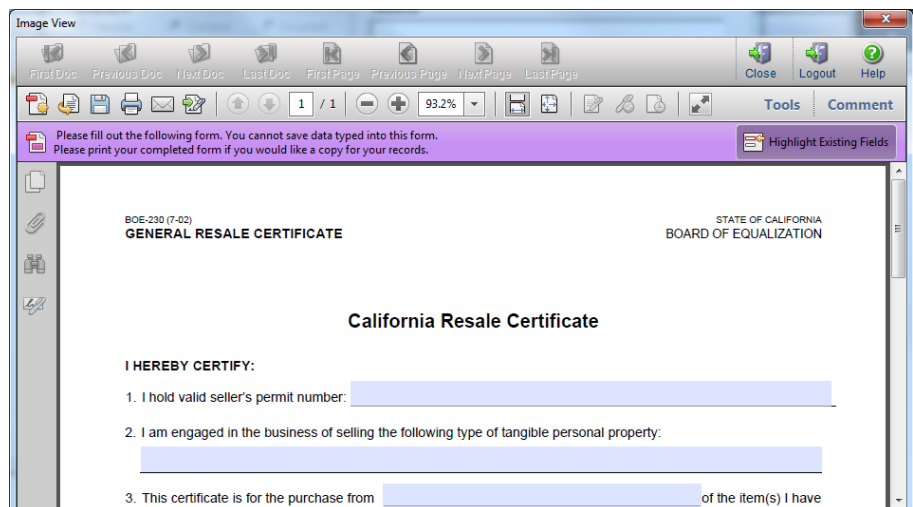 Image View
First Doc Previous Doc Next Doc Last Doc First Page Previous Page Next Page Last Page Close Logout Help
1 / 1 93.2% Tools Comment
Please fill out the following form. You cannot save data typed into this form.
Please print your completed form if you would like a copy for your records.
Highlight Existing Fields
BOE-230 (7-02) STATE OF CALIFORNIA
GENERAL RESALE CERTIFICATE BOARD OF EQUALIZATION
California Resale Certificate
I HEREBY CERTIFY:
1. I hold valid seller's permit number:
2. I am engaged in the business of selling the following type of tangible personal property:
3. This certificate is for the purchase from of the item(s) I have